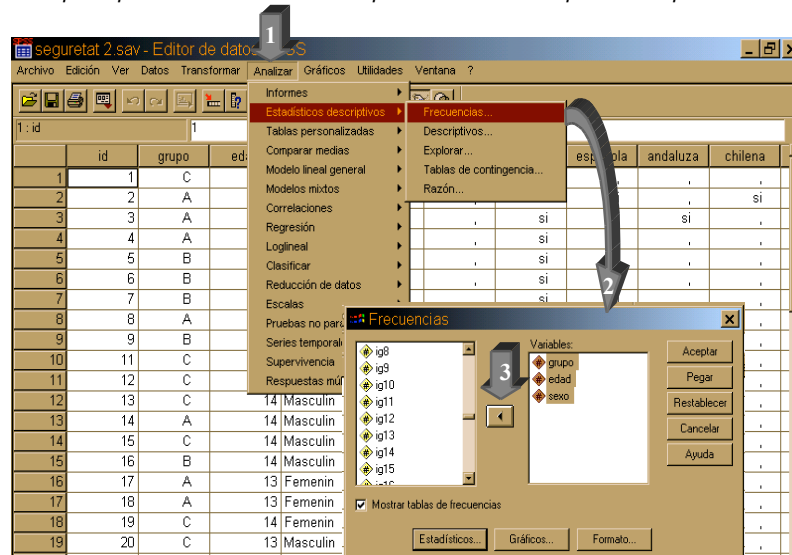 1
seguretat 2.sav - Editor de datos SPSS
Archivo Edición Ver Datos Transformar Analizar Gráficos Utilidades Ventana ?
1 : id 1
Informes
Estadísticos descriptivos
Tablas personalizadas
Comparar medias
Modelo lineal general
Modelos mixtos
Correlaciones
Regresión
Loglineal
Clasificar
Reducción de datos
Escalas
Pruebas no
Series
Supervivencia
Respuestas
Frecuencias...
Descriptivos...
Explorar...
Tablas de contingencia...
Razón...
id grupo andaluza chilena
1 1 C , ,
2 2 A , si
3 3 A , si si ,
4 4 A , si , ,
5 5 B , si , ,
6 6 B , si , ,
7 7 B , si , ,
8 8 A
9 9 B
10 11 C
11 12 C
12 13 C 14 Masculin
13 14 A 14 Masculin
14 15 C 14 Masculin
15 16 B 14 Masculin
16 17 A 13 Femenin
17 18 A 13 Femenin
18 19 C 14 Femenin
19 20 C 13 Masculin
2
Frecuencias
ig8
ig9
ig10
ig11
ig12
ig13
ig14
ig15
3
Variables:
grupo
edad
sexo
Aceptar
Pegar
Restablecer
Cancelar
Ayuda
Mostrar tablas de frecuencias
Estadísticos... Gráficos... Formato...